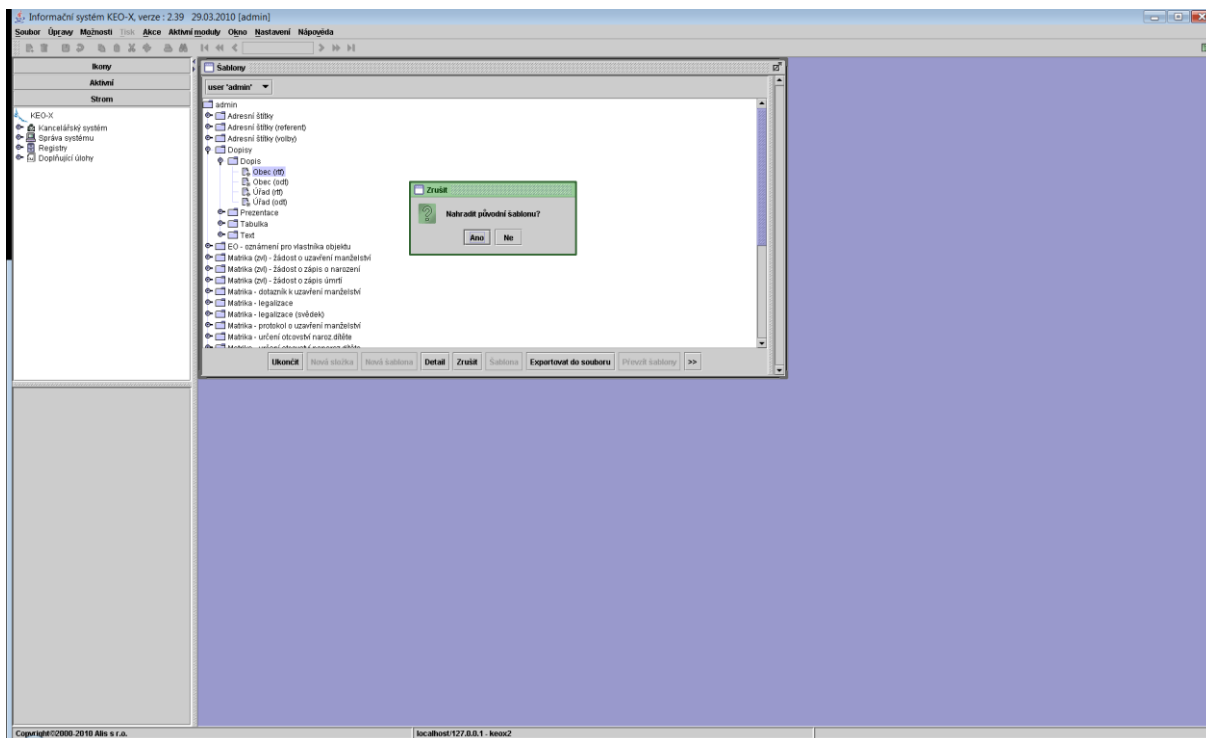 Informační systém KEO-X, verze : 2.39 29.03.2010 [admin]
Soubor Úpravy Možnosti Tisk Akce Aktivní moduly Okno Nastavení Nápověda
Ikony
Aktivní
Strom
KEO-X
Kancelářský systém
Správa systému
Registry
Doplňující úlohy
Šablony
user 'admin'
admin
Adresní štítky
Adresní štítky (referent)
Adresní štítky (volby)
Dopisy
Dopis
Obec (rtf)
Obec (odt)
Úřad (rtf)
Úřad (odt)
Prezentace
Tabulka
Text
EO - oznámení pro vlastníka objektu
Matrika (zvl) - žádost o uzavření manželství
Matrika (zvl) - žádost o zápis o narození
Matrika (zvl) - žádost o zápis úmrtí
Matrika - dotazník k uzavření manželství
Matrika - legalizace
Matrika - legalizace (svědek)
Matrika - protokol o uzavření manželství
Matrika - určení otcovství naroz.dítěte
Matrika - určení otcovství nenaroz.dítěte
Zrušit
Nahradit původní šablonu?
Ano Ne
Ukončit Nová složka Nová šablona Detail Zrušit Šablona Exportovat do souboru Převzít šablony >>
Copyright©2000-2010 Alis s r.o. localhost/127.0.0.1 - keox2